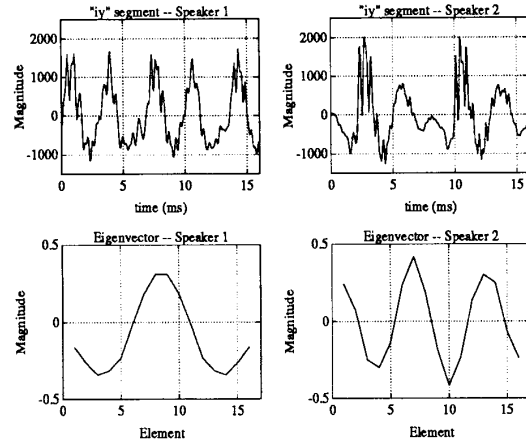 "iy" segment -- Speaker 1
2000
1000
0
-1000
Magnitude
0 5 10 15
time (ms)
"iy" segment -- Speaker 2
2000
1000
0
-1000
Magnitude
0 5 10 15
time (ms)
Eigenvector -- Speaker 1
0.5
0
-0.5
Magnitude
0 5 10 15
Element
Eigenvector -- Speaker 2
0.5
0
-0.5
Magnitude
0 5 10 15
Element